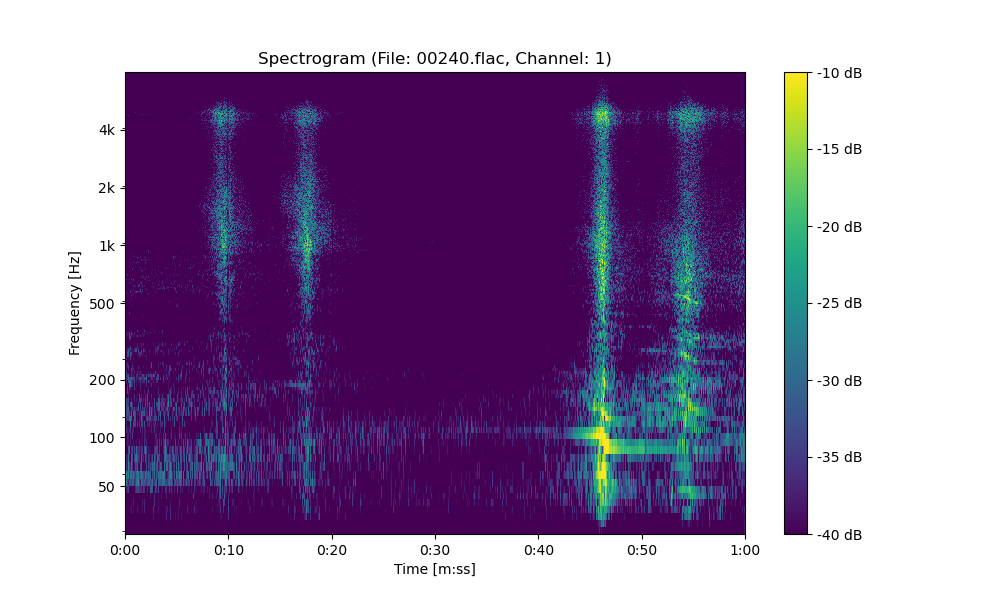 Spectrogram (File: 00240.flac, Channel: 1)
Frequency [Hz]
4k
2k
1k
500
200
100
50
0:00 0:10 0:20 0:30 0:40 0:50 1:00
Time [m:ss]
-10 dB
-15 dB
-20 dB
-25 dB
-30 dB
-35 dB
-40 dB